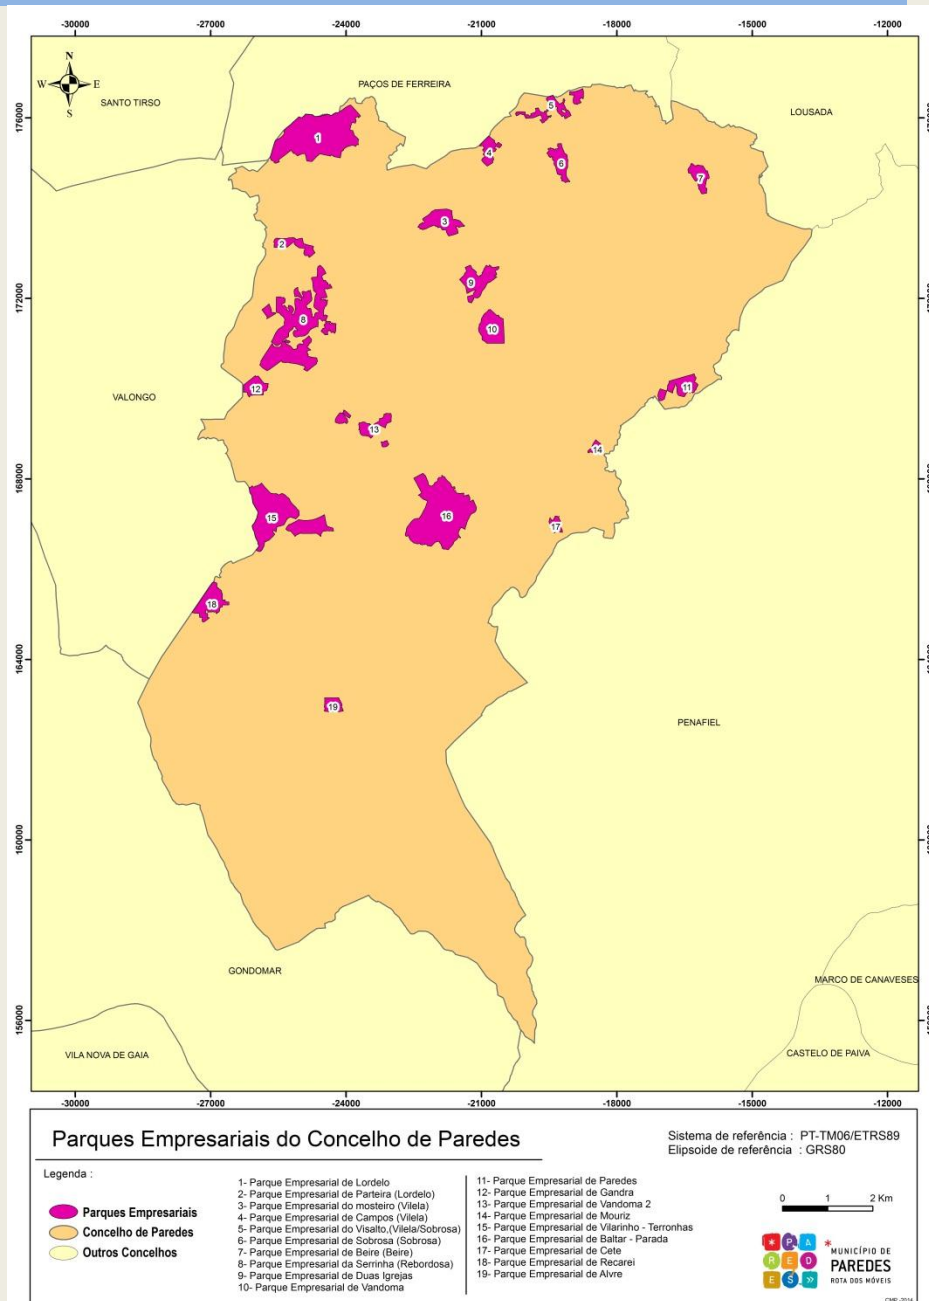 -30000 -27000 -24000 -21000 -18000 -15000 -12000
N
W E
S
SANTO TIRSO
PAÇOS DE FERREIRA
LOUSADA
176000
172000
168000
164000
160000
156000
1
5
4
6
7
3
2
9
8
10
VALONGO
12
11
13
14
15
16
17
18
19
PENAFIEL
GONDOMAR
MARCO DE CANAVESES
VILA NOVA DE GAIA
CASTELO DE PAIVA
-30000 -27000 -24000 -21000 -18000 -15000 -12000
Parques Empresariais do Concelho de Paredes
Sistema de referência : PT-TM06/ETRS89
Elipsoide de referência : GRS80
Legenda :
Parques Empresariais
Concelho de Paredes
Outros Concelhos
1- Parque Empresarial de Lordelo
2- Parque Empresarial de Parteira (Lordelo)
3- Parque Empresarial do mosteiro (Vilela)
4- Parque Empresarial de Campos (Vilela)
5- Parque Empresarial do Visalto,(Vilela/Sobrosa)
6- Parque Empresarial de Sobrosa (Sobrosa)
7- Parque Empresarial de Beire (Beire)
8- Parque Empresarial da Serrinha (Rebordosa)
9- Parque Empresarial de Duas Igrejas
10- Parque Empresarial de Vandoma
11- Parque Empresarial de Paredes
12- Parque Empresarial de Gandra
13- Parque Empresarial de Vandoma 2
14- Parque Empresarial de Mouriz
15- Parque Empresarial de Vilarinho - Terronhas
16- Parque Empresarial de Baltar - Parada
17- Parque Empresarial de Cete
18- Parque Empresarial de Recarei
19- Parque Empresarial de Alvre
0 1 2 Km
* P A
R E D
E S »
*
MUNICÍPIO DE
PAREDES
ROTA DOS MÓVEIS
CMP -2014